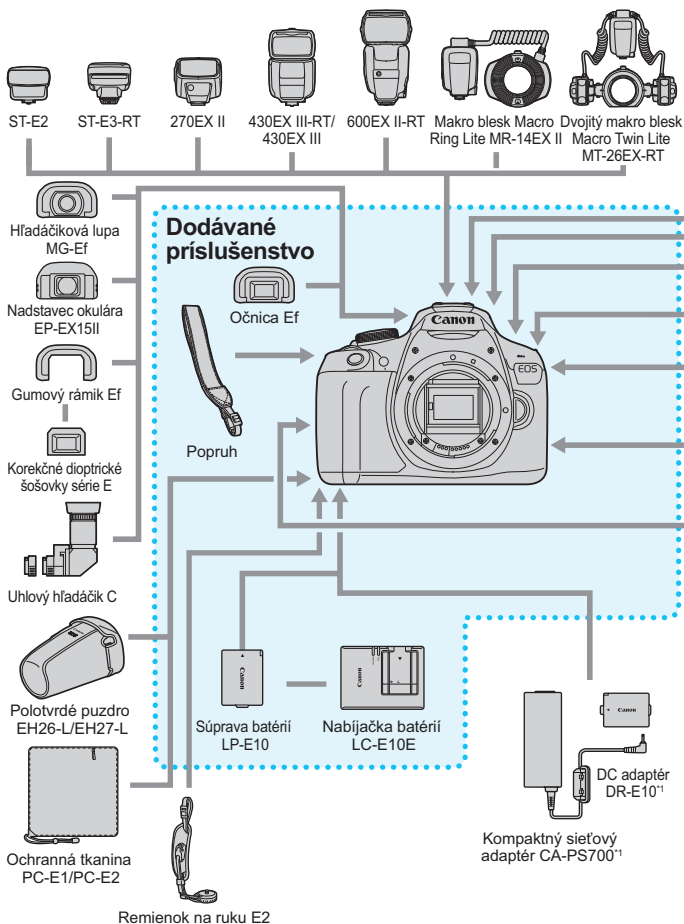 ST-E2
ST-E3-RT
270EX II
430EX III-RT/
430EX III
600EX II-RT
Makro blesk Macro
Ring Lite MR-14EX II
Dvojitý makro blesk
Macro Twin Lite
MT-26EX-RT
Hľadáčiková lupa
MG-Ef
Nadstavec okulára
EP-EX15II
Gumový rámik Ef
Korekčné dioptrické
šošovky série E
Uhlový hľadáčik C
Polotvrdé puzdro
EH26-L/EH27-L
Ochranná tkanina
PC-E1/PC-E2
Dodávané
príslušenstvo
Očnica Ef
Popruh
Canon
EOS
Canon
Súprava batérií
LP-E10
Canon
Nabíjačka batérií
LC-E10E
Canon
DC adaptér
DR-E10*1
Kompaktný sieťový
adaptér CA-PS700*1
Remienok na ruku E2